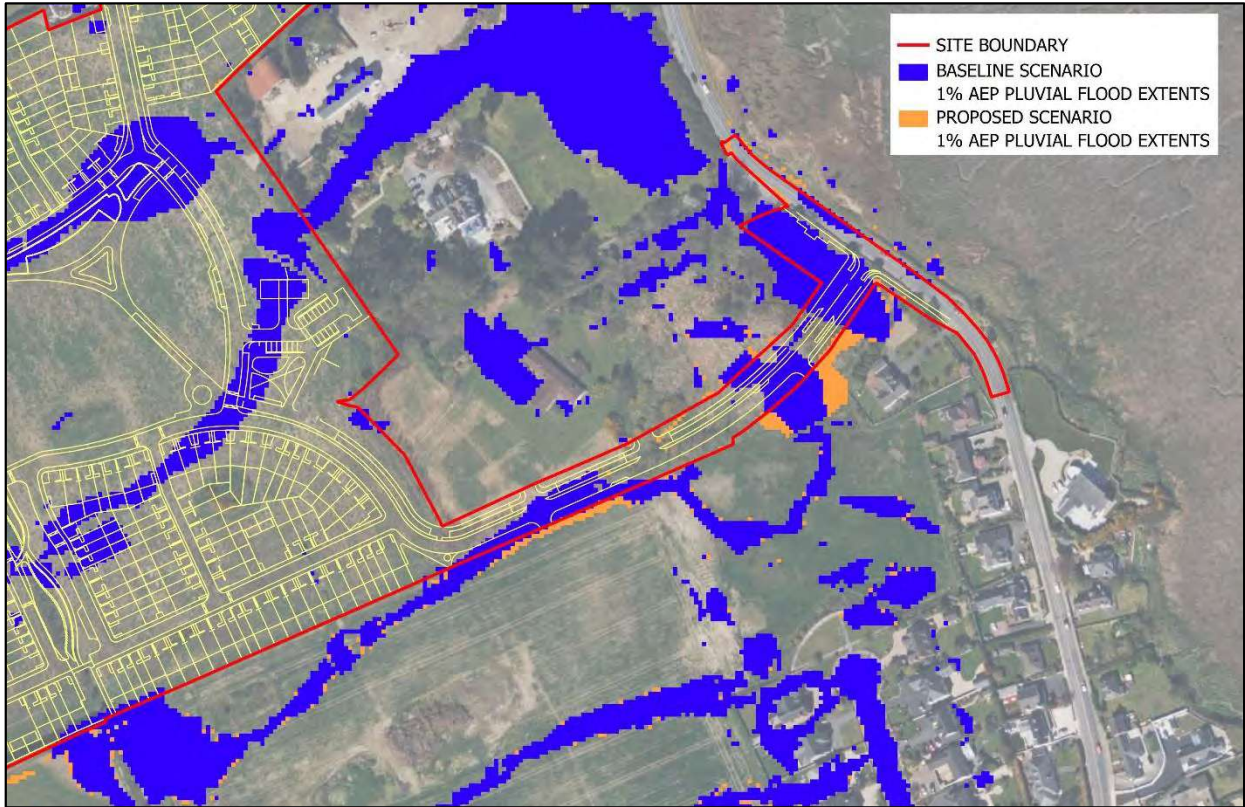 SITE BOUNDARY
BASELINE SCENARIO
1% AEP PLUVIAL FLOOD EXTENTS
PROPOSED SCENARIO
1% AEP PLUVIAL FLOOD EXTENTS